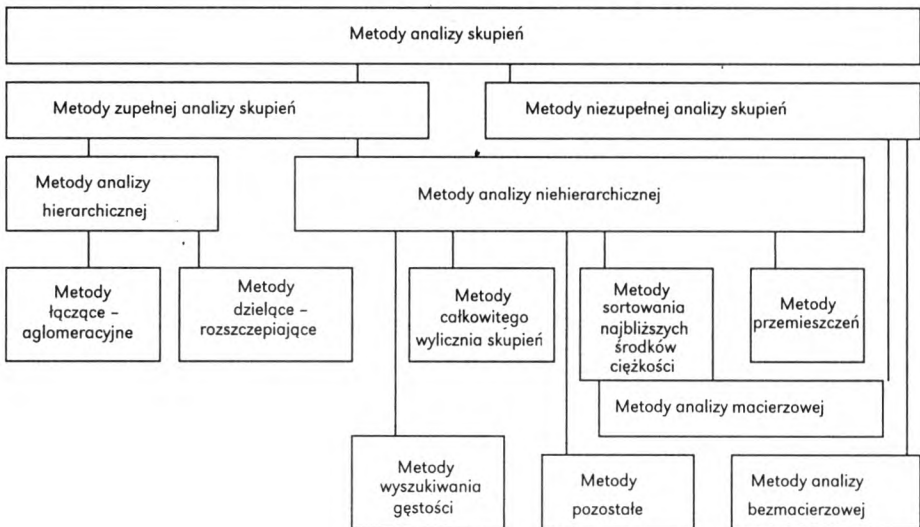 Metody analizy skupień
Metody zupełnej analizy skupień
Metody niezupełnej analizy skupień
Metody analizy
hierarchicznej
Metody analizy niehierarchicznej
Metody
łączące –
aglomeracyjne
Metody
dzielące –
rozszczepiające
Metody
całkowitego
wylicznia skupień
Metody
sortowania
najbliższych
środków
ciężkości
Metody
przemieszczeń
Metody analizy macierzowej
Metody
wyszukiwania
gęstości
Metody
pozostałe
Metody analizy
bezmacierzowej